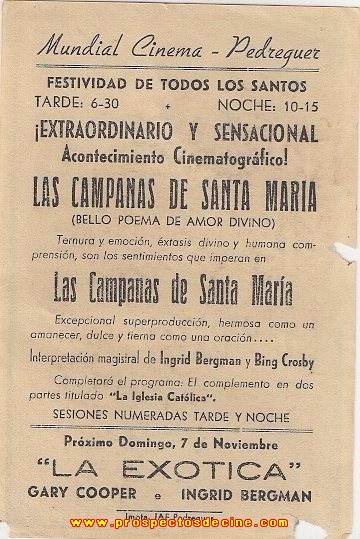 Mundial Cinema - Pedreguer
FESTIVIDAD DE TODOS LOS SANTOS
TARDE: 6-30 + NOCHE: 10-15
¡EXTRAORDINARIO Y SENSACIONAL
Acontecimiento Cinematográfico!
LAS CAMPANAS DE SANTA MARIA
(BELLO POEMA DE AMOR DIVINO)
Ternura y emoción, éxtasis divino y humana com-
prensión, son los sentimientos que imperan en
Las Campanas de Santa María
Excepcional superproducción, hermosa como un
amanecer, dulce y tierna como una oración....
Interpretación magistral de Ingrid Bergman y Bing Crosby
Completará el programa: El complemento en dos
partes titulado "La Iglesia Católica".
SESIONES NUMERADAS TARDE Y NOCHE
Próximo Domingo, 7 de Noviembre
"LA EXOTICA"
GARY COOPER e INGRID BERGMAN
Impta. JAF Pedreguer
www.prospectosdecine.com